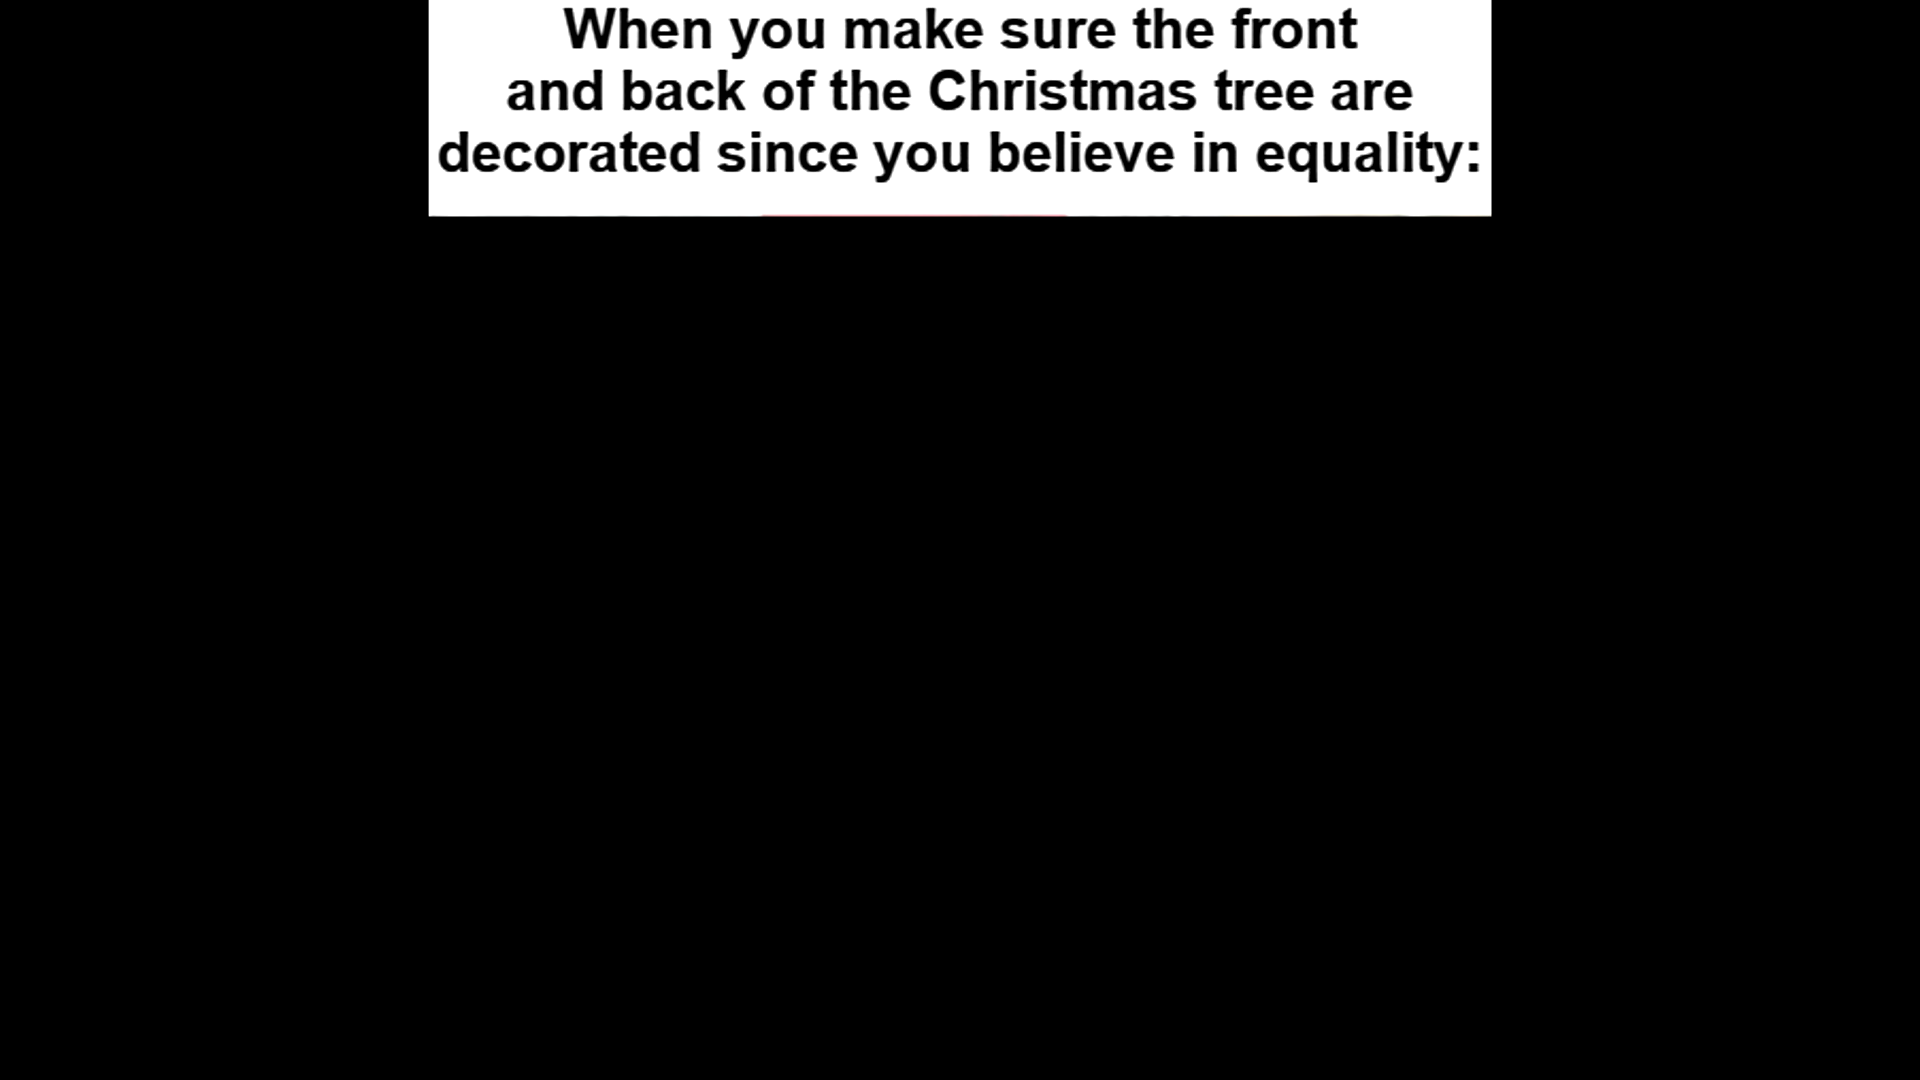 When you make sure the front
and back of the Christmas tree are
decorated since you believe in equality: